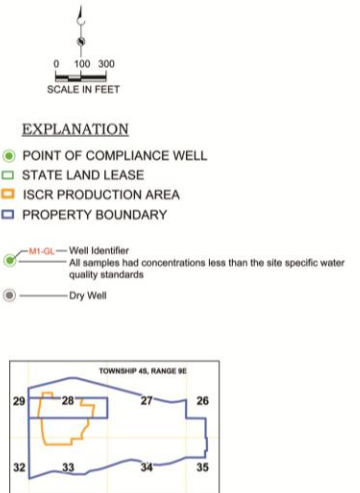 0 100 300
SCALE IN FEET
EXPLANATION
POINT OF COMPLIANCE WELL
STATE LAND LEASE
ISCR PRODUCTION AREA
PROPERTY BOUNDARY
M1-GL Well Identifier
All samples had concentrations less than the site specific water
quality standards
Dry Well
TOWNSHIP 4S, RANGE 9E
29 28 27 26
32 33 34 35